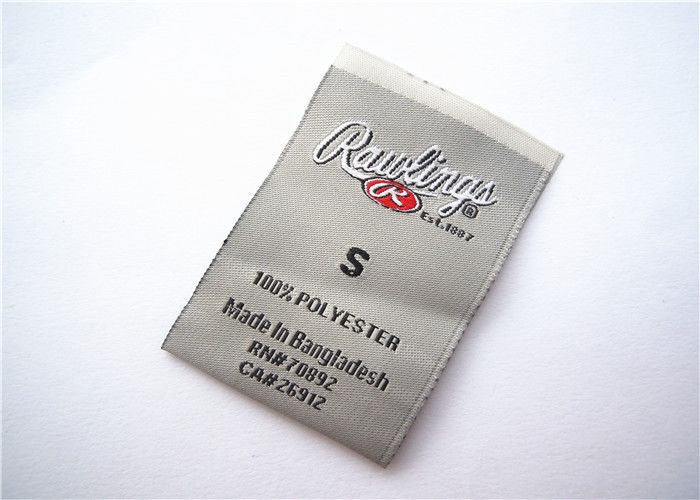 Rawlings®
R
Est.1887
S
100% POLYESTER
Made In Bangladesh
RN#70892
CA#26912